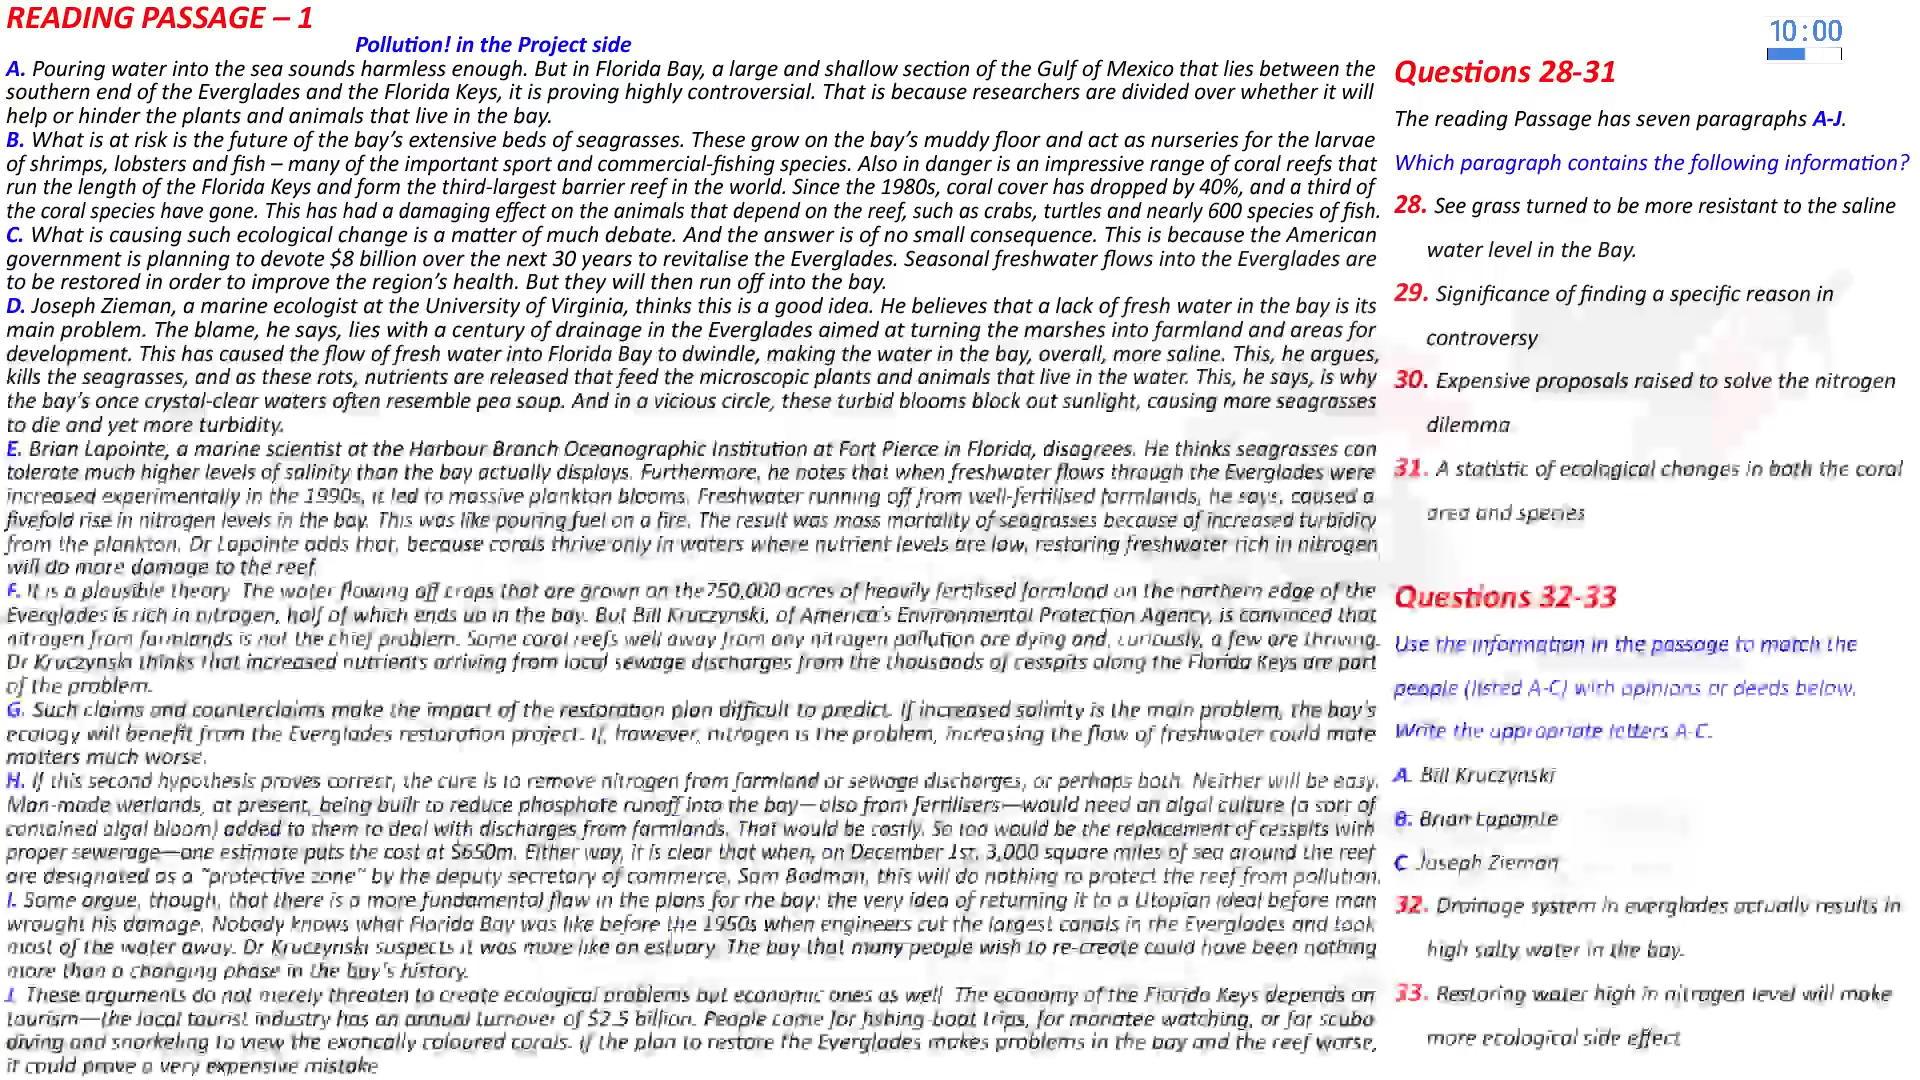 READING PASSAGE – 1
Pollution! in the Project side
A. Pouring water into the sea sounds harmless enough. But in Florida Bay, a large and shallow section of the Gulf of Mexico that lies between the
southern end of the Everglades and the Florida Keys, it is proving highly controversial. That is because researchers are divided over whether it will
help or hinder the plants and animals that live in the bay.
B. What is at risk is the future of the bay’s extensive beds of seagrasses. These grow on the bay’s muddy floor and act as nurseries for the larvae
of shrimps, lobsters and fish – many of the important sport and commercial-fishing species. Also in danger is an impressive range of coral reefs that
run the length of the Florida Keys and form the third-largest barrier reef in the world. Since the 1980s, coral cover has dropped by 40%, and a third of
the coral species have gone. This has had a damaging effect on the animals that depend on the reef, such as crabs, turtles and nearly 600 species of fish.
C. What is causing such ecological change is a matter of much debate. And the answer is of no small consequence. This is because the American
government is planning to devote $8 billion over the next 30 years to revitalise the Everglades. Seasonal freshwater flows into the Everglades are
to be restored in order to improve the region’s health. But they will then run off into the bay.
D. Joseph Zieman, a marine ecologist at the University of Virginia, thinks this is a good idea. He believes that a lack of fresh water in the bay is its
main problem. The blame, he says, lies with a century of drainage in the Everglades aimed at turning the marshes into farmland and areas for
development. This has caused the flow of fresh water into Florida Bay to dwindle, making the water in the bay, overall, more saline. This, he argues,
kills the seagrasses, and as these rots, nutrients are released that feed the microscopic plants and animals that live in the water. This, he says, is why
the bay’s once crystal-clear waters often resemble pea soup. And in a vicious circle, these turbid blooms block out sunlight, causing more seagrasses
to die and yet more turbidity.
E. Brian Lapointe, a marine scientist at the Harbour Branch Oceanographic Institution at Fort Pierce in Florida, disagrees. He thinks seagrasses can
tolerate much higher levels of salinity than the bay actually displays. Furthermore, he notes that when freshwater flows through the Everglades were
increased experimentally in the 1990s, it led to massive plankton blooms. Freshwater running off from well-fertilised farmlands, he says, caused a
fivefold rise in nitrogen levels in the bay. This was like pouring fuel on a fire. The result was mass mortality of seagrasses because of increased turbidity
from the plankton. Dr Lapointe adds that, because corals thrive only in waters where nutrient levels are low, restoring freshwater rich in nitrogen
will do more damage to the reef.
F. It is a plausible theory. The water flowing off crops that are grown on the 750,000 acres of heavily fertilised farmland on the northern edge of the
Everglades is rich in nitrogen, half of which ends up in the bay. But Bill Kruczynski, of America’s Environmental Protection Agency, is convinced that
nitrogen from farmlands is not the chief problem. Some coral reefs well away from any nitrogen pollution are dying and, curiously, a few are thriving.
Dr Kruczynski thinks that increased nutrients arriving from local sewage discharges from the thousands of cesspits along the Florida Keys are part
of the problem.
G. Such claims and counterclaims make the impact of the restoration plan difficult to predict. If increased salinity is the main problem, the bay’s
ecology will benefit from the Everglades restoration project. If, however, nitrogen is the problem, increasing the flow of freshwater could make
matters much worse.
H. If this second hypothesis proves correct, the cure is to remove nitrogen from farmland or sewage discharges, or perhaps both. Neither will be easy.
Man-made wetlands, at present, being built to reduce phosphate runoff into the bay—also from fertilisers—would need an algal culture (a sort of
contained algal bloom) added to them to deal with discharges from farmlands. That would be costly. So too would be the replacement of cesspits with
proper sewerage—one estimate puts the cost at $650m. Either way, it is clear that when, on December 1st, 3,000 square miles of sea around the reef
are designated as a “protective zone” by the deputy secretary of commerce, Sam Bodman, this will do nothing to protect the reef from pollution.
I. Some argue, though, that there is a more fundamental flaw in the plans for the bay: the very idea of returning it to a Utopian ideal before man
wrought his damage. Nobody knows what Florida Bay was like before the 1950s when engineers cut the largest canals in the Everglades and took
most of the water away. Dr Kruczynski suspects it was more like an estuary. The bay that many people wish to re-create could have been nothing
more than a changing phase in the bay’s history.
J. These arguments do not merely threaten to create ecological problems but economic ones as well. The economy of the Florida Keys depends on
tourism—the local tourist industry has an annual turnover of $2.5 billion. People come for fishing-boat trips, for manatee watching, or for scuba
diving and snorkeling to view the exotically coloured corals. If the plan to restore the Everglades makes problems in the bay and the reef worse,
it could prove a very expensive mistake
10:00
Questions 28-31
The reading Passage has seven paragraphs A-J.
Which paragraph contains the following information?
28. See grass turned to be more resistant to the saline
water level in the Bay.
29. Significance of finding a specific reason in
controversy
30. Expensive proposals raised to solve the nitrogen
dilemma
31. A statistic of ecological changes in both the coral
area and species
Questions 32-33
Use the information in the passage to match the
people (listed A-C) with opinions or deeds below.
Write the appropriate letters A-C.
A. Bill Kruczynski
B. Brian Lapointe
C Joseph Zieman
32. Drainage system in everglades actually results in
high salty water in the bay.
33. Restoring water high in nitrogen level will make
more ecological side effect